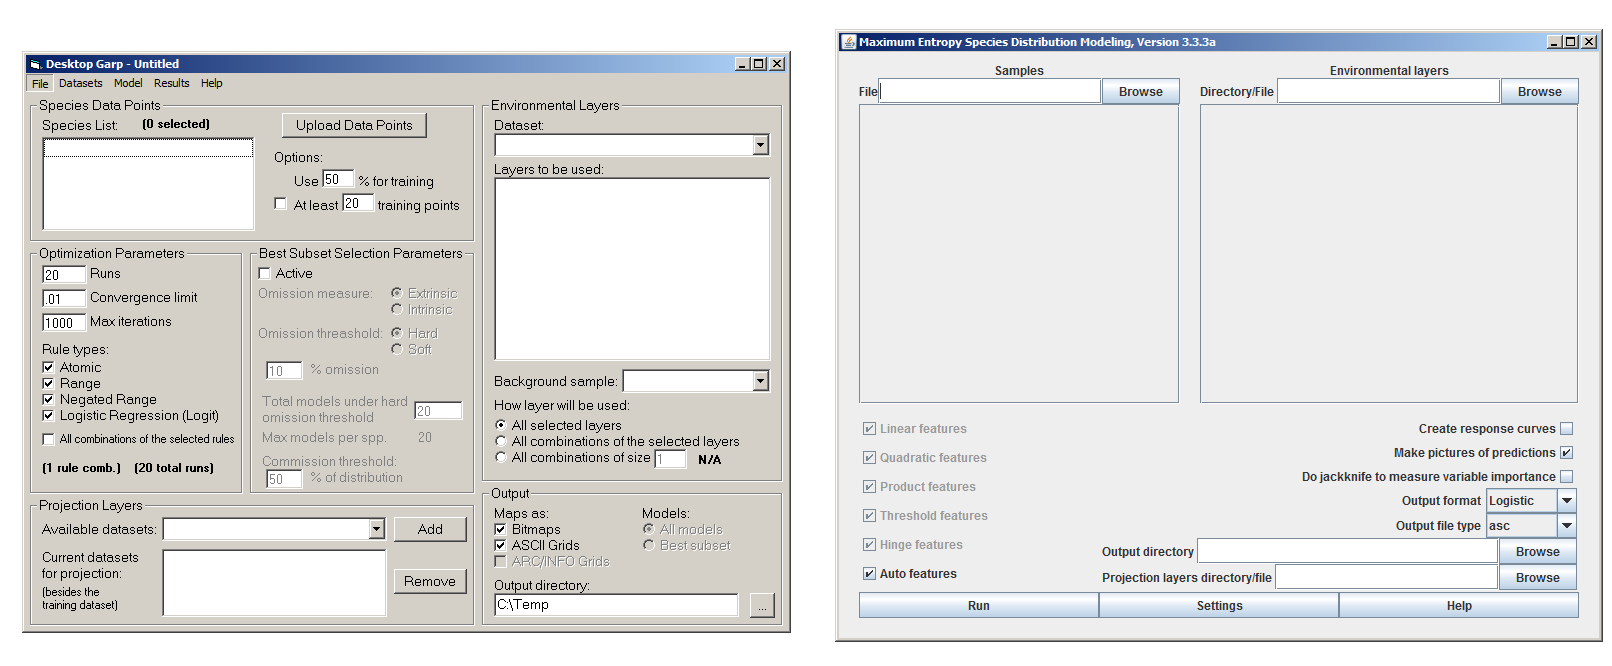 Desktop Garp - Untitled
File Datasets Model Results Help
Species Data Points
Species List: (0 selected)
Upload Data Points
Options:
Use 50 % for training
At least 20 training points
Optimization Parameters
20 Runs
.01 Convergence limit
1000 Max iterations
Rule types:
Atomic
Range
Negated Range
Logistic Regression (Logit)
All combinations of the selected rules
(1 rule comb.) (20 total runs)
Best Subset Selection Parameters
Active
Omission measure: Extrinsic
Intrinsic
Omission threashold: Hard
Soft
10 % omission
Total models under hard
omission threshold 20
Max models per spp. 20
Commission threshold:
50 % of distribution
Projection Layers
Available datasets: Add
Current datasets
for projection:
(besides the
training dataset)
Remove
Environmental Layers
Dataset:
Layers to be used:
Background sample:
How layer will be used:
All selected layers
All combinations of the selected layers
All combinations of size 1 N/A
Output
Maps as:
Bitmaps
ASCII Grids
ARC/INFO Grids
Models:
All models
Best subset
Output directory:
C:\Temp ...
Maximum Entropy Species Distribution Modeling, Version 3.3.3a
Samples
File Browse
Environmental layers
Directory/File Browse
Linear features
Quadratic features
Product features
Threshold features
Hinge features
Auto features
Create response curves
Make pictures of predictions
Do jackknife to measure variable importance
Output format Logistic
Output file type asc
Output directory Browse
Projection layers directory/file Browse
Run Settings Help